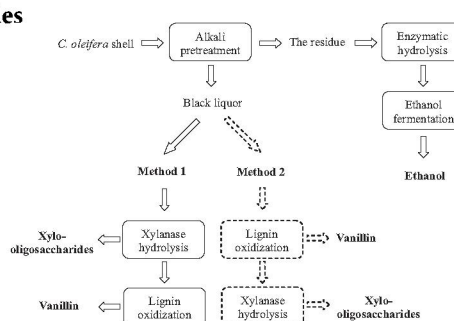 es
C. oleifera shell
Alkali
pretreatment
The residue
Enzymatic
hydrolysis
Black liquor
Ethanol
fermentation
Method 1
Method 2
Ethanol
Xylo-
oligosaccharides
Xylanase
hydrolysis
Lignin
oxidization
Vanillin
Vanillin
Lignin
oxidization
Xylanase
hydrolysis
Xylo-
oligosaccharides